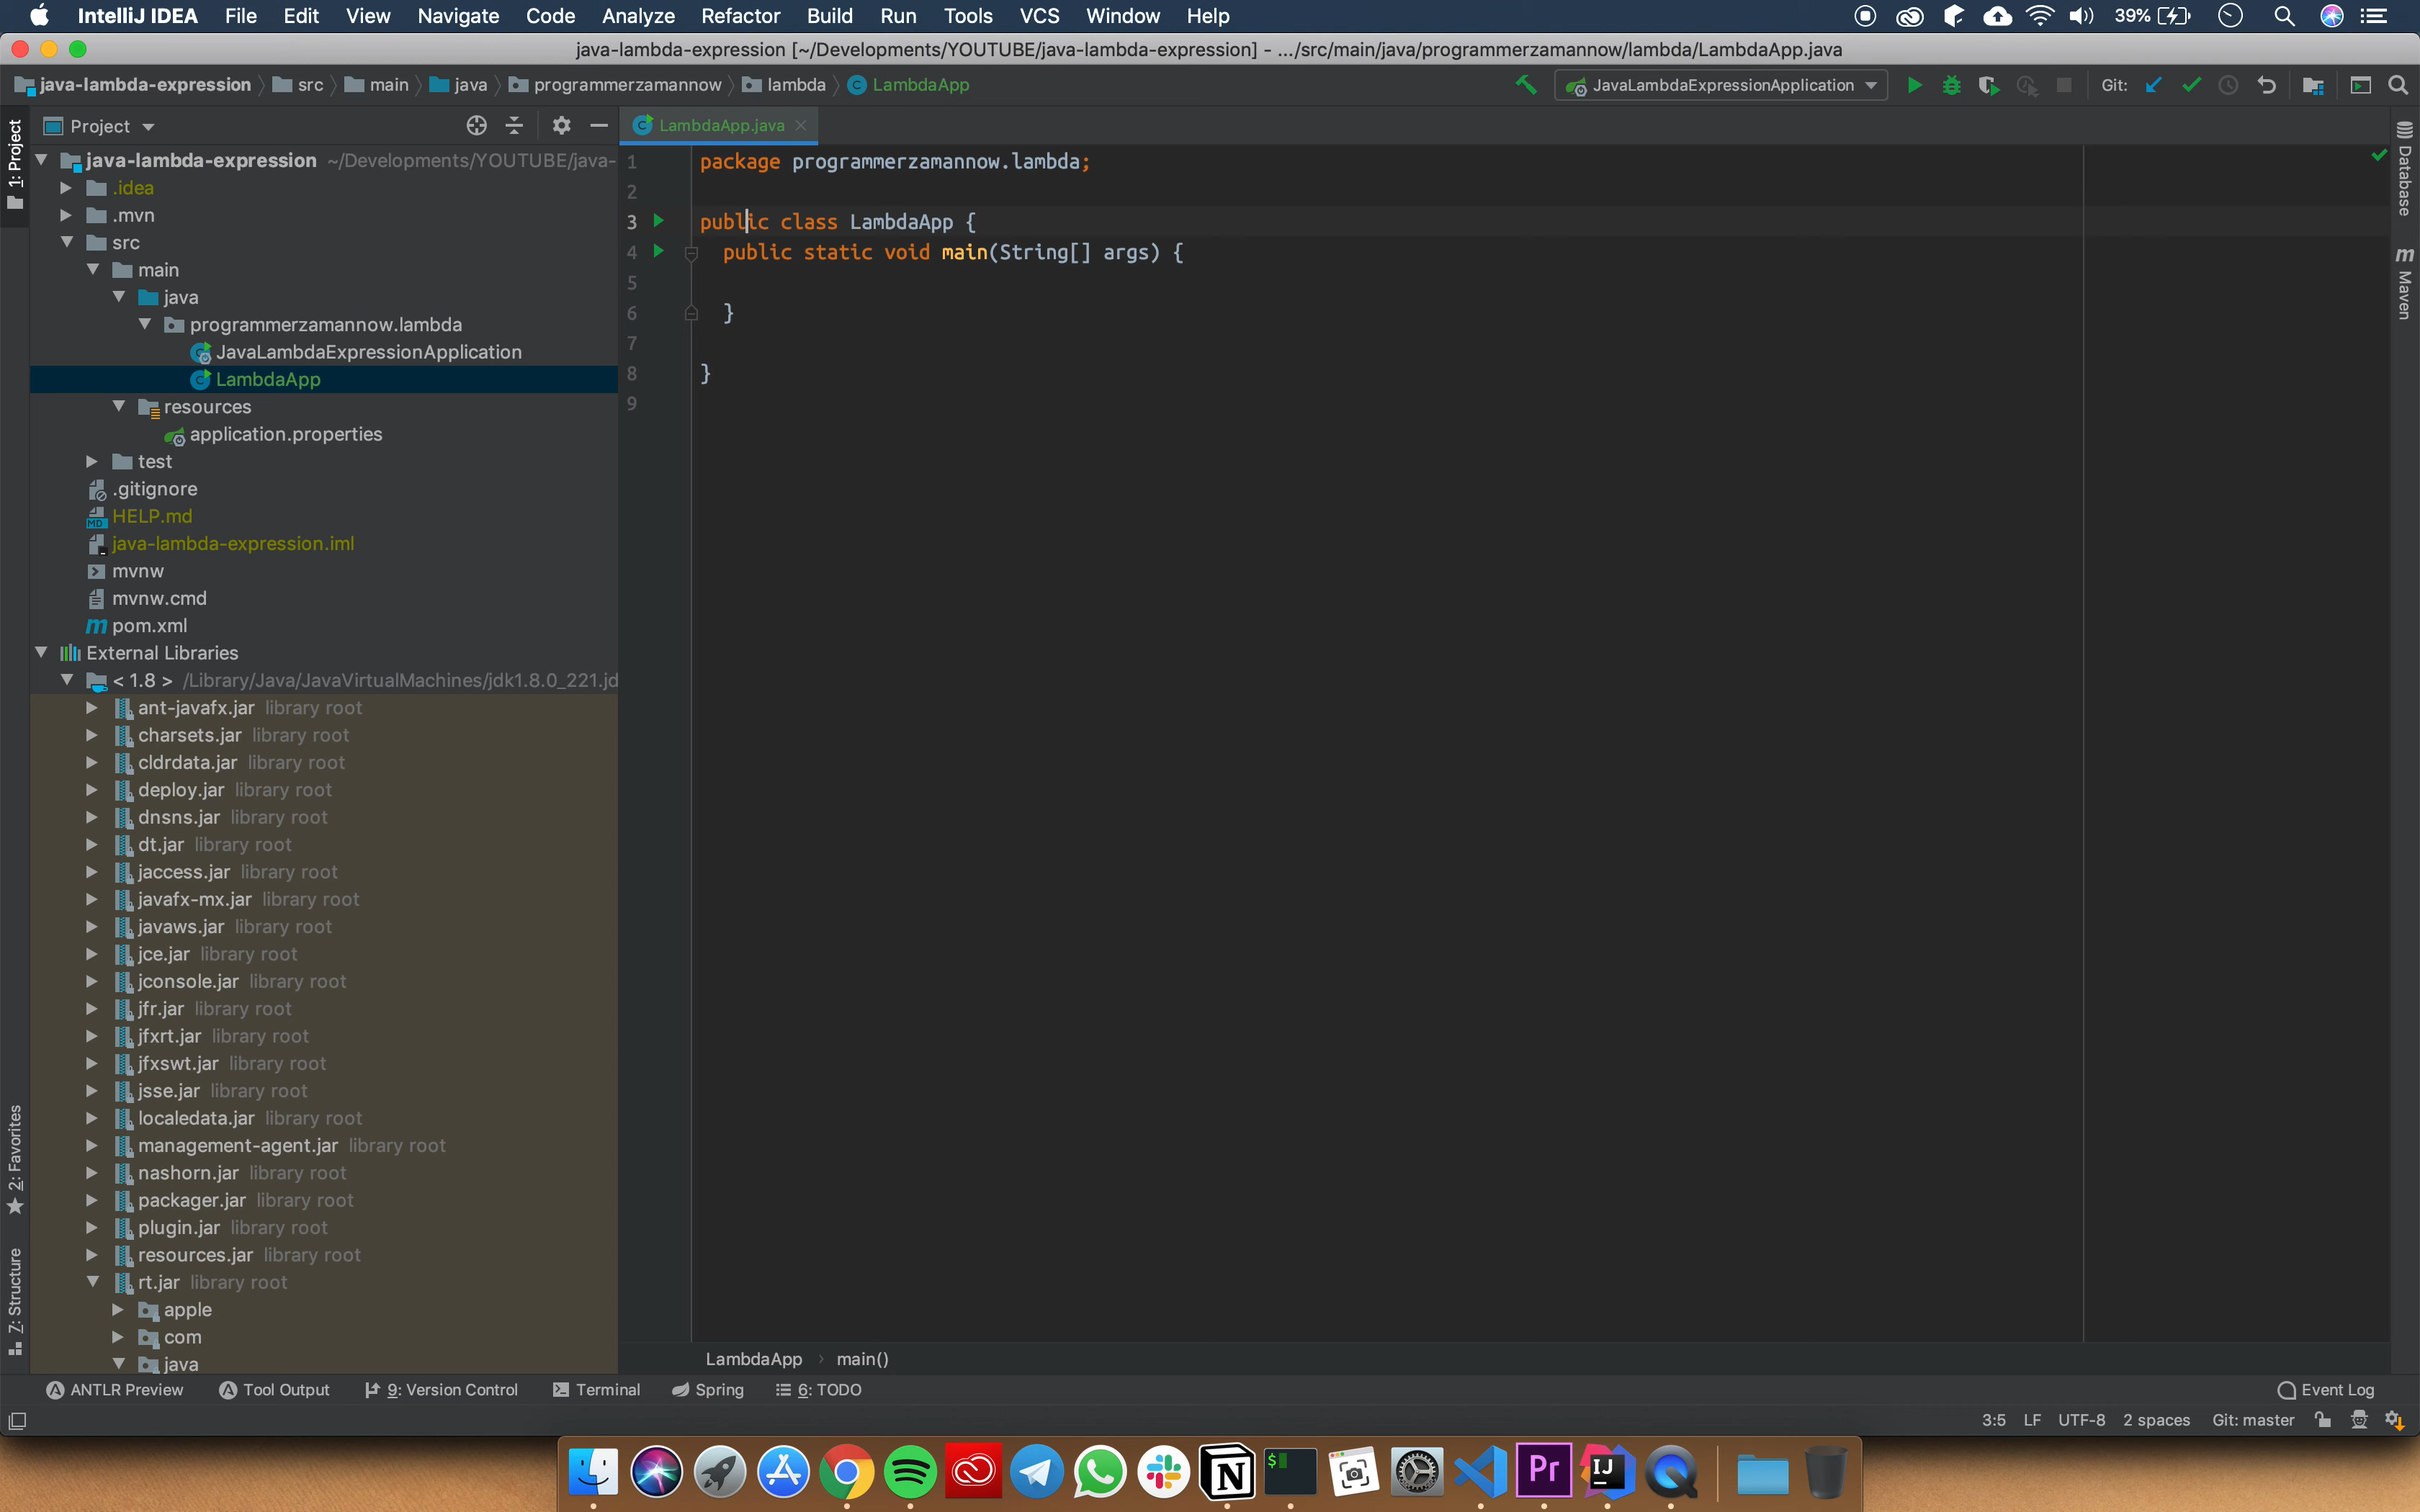 IntelliJ IDEA File Edit View Navigate Code Analyze Refactor Build Run Tools VCS Window Help 39%
java-lambda-expression [~/Developments/YOUTUBE/java-lambda-expression] - .../src/main/java/programmerzamannow/lambda/LambdaApp.java
java-lambda-expression src main java programmerzamannow lambda LambdaApp JavaLambdaExpressionApplication Git:
1: Project
2: Favorites
7: Structure
Project
java-lambda-expression ~/Developments/YOUTUBE/java-
.idea
.mvn
src
main
java
programmerzamannow.lambda
JavaLambdaExpressionApplication
LambdaApp
resources
application.properties
test
.gitignore
HELP.md
java-lambda-expression.iml
mvnw
mvnw.cmd
pom.xml
External Libraries
< 1.8 > /Library/Java/JavaVirtualMachines/jdk1.8.0_221.jd
ant-javafx.jar library root
charsets.jar library root
cldrdata.jar library root
deploy.jar library root
dnsns.jar library root
dt.jar library root
jaccess.jar library root
javafx-mx.jar library root
javaws.jar library root
jce.jar library root
jconsole.jar library root
jfr.jar library root
jfxrt.jar library root
jfxswt.jar library root
jsse.jar library root
localedata.jar library root
management-agent.jar library root
nashorn.jar library root
packager.jar library root
plugin.jar library root
resources.jar library root
rt.jar library root
apple
com
java
LambdaApp.java
1 package programmerzamannow.lambda;
2
3 public class LambdaApp {
4 public static void main(String[] args) {
5
6 }
7
8 }
9
LambdaApp main()
Database
Maven
ANTLR Preview Tool Output 9: Version Control Terminal Spring 6: TODO Event Log
3:5 LF UTF-8 2 spaces Git: master
N $ Pr IJ